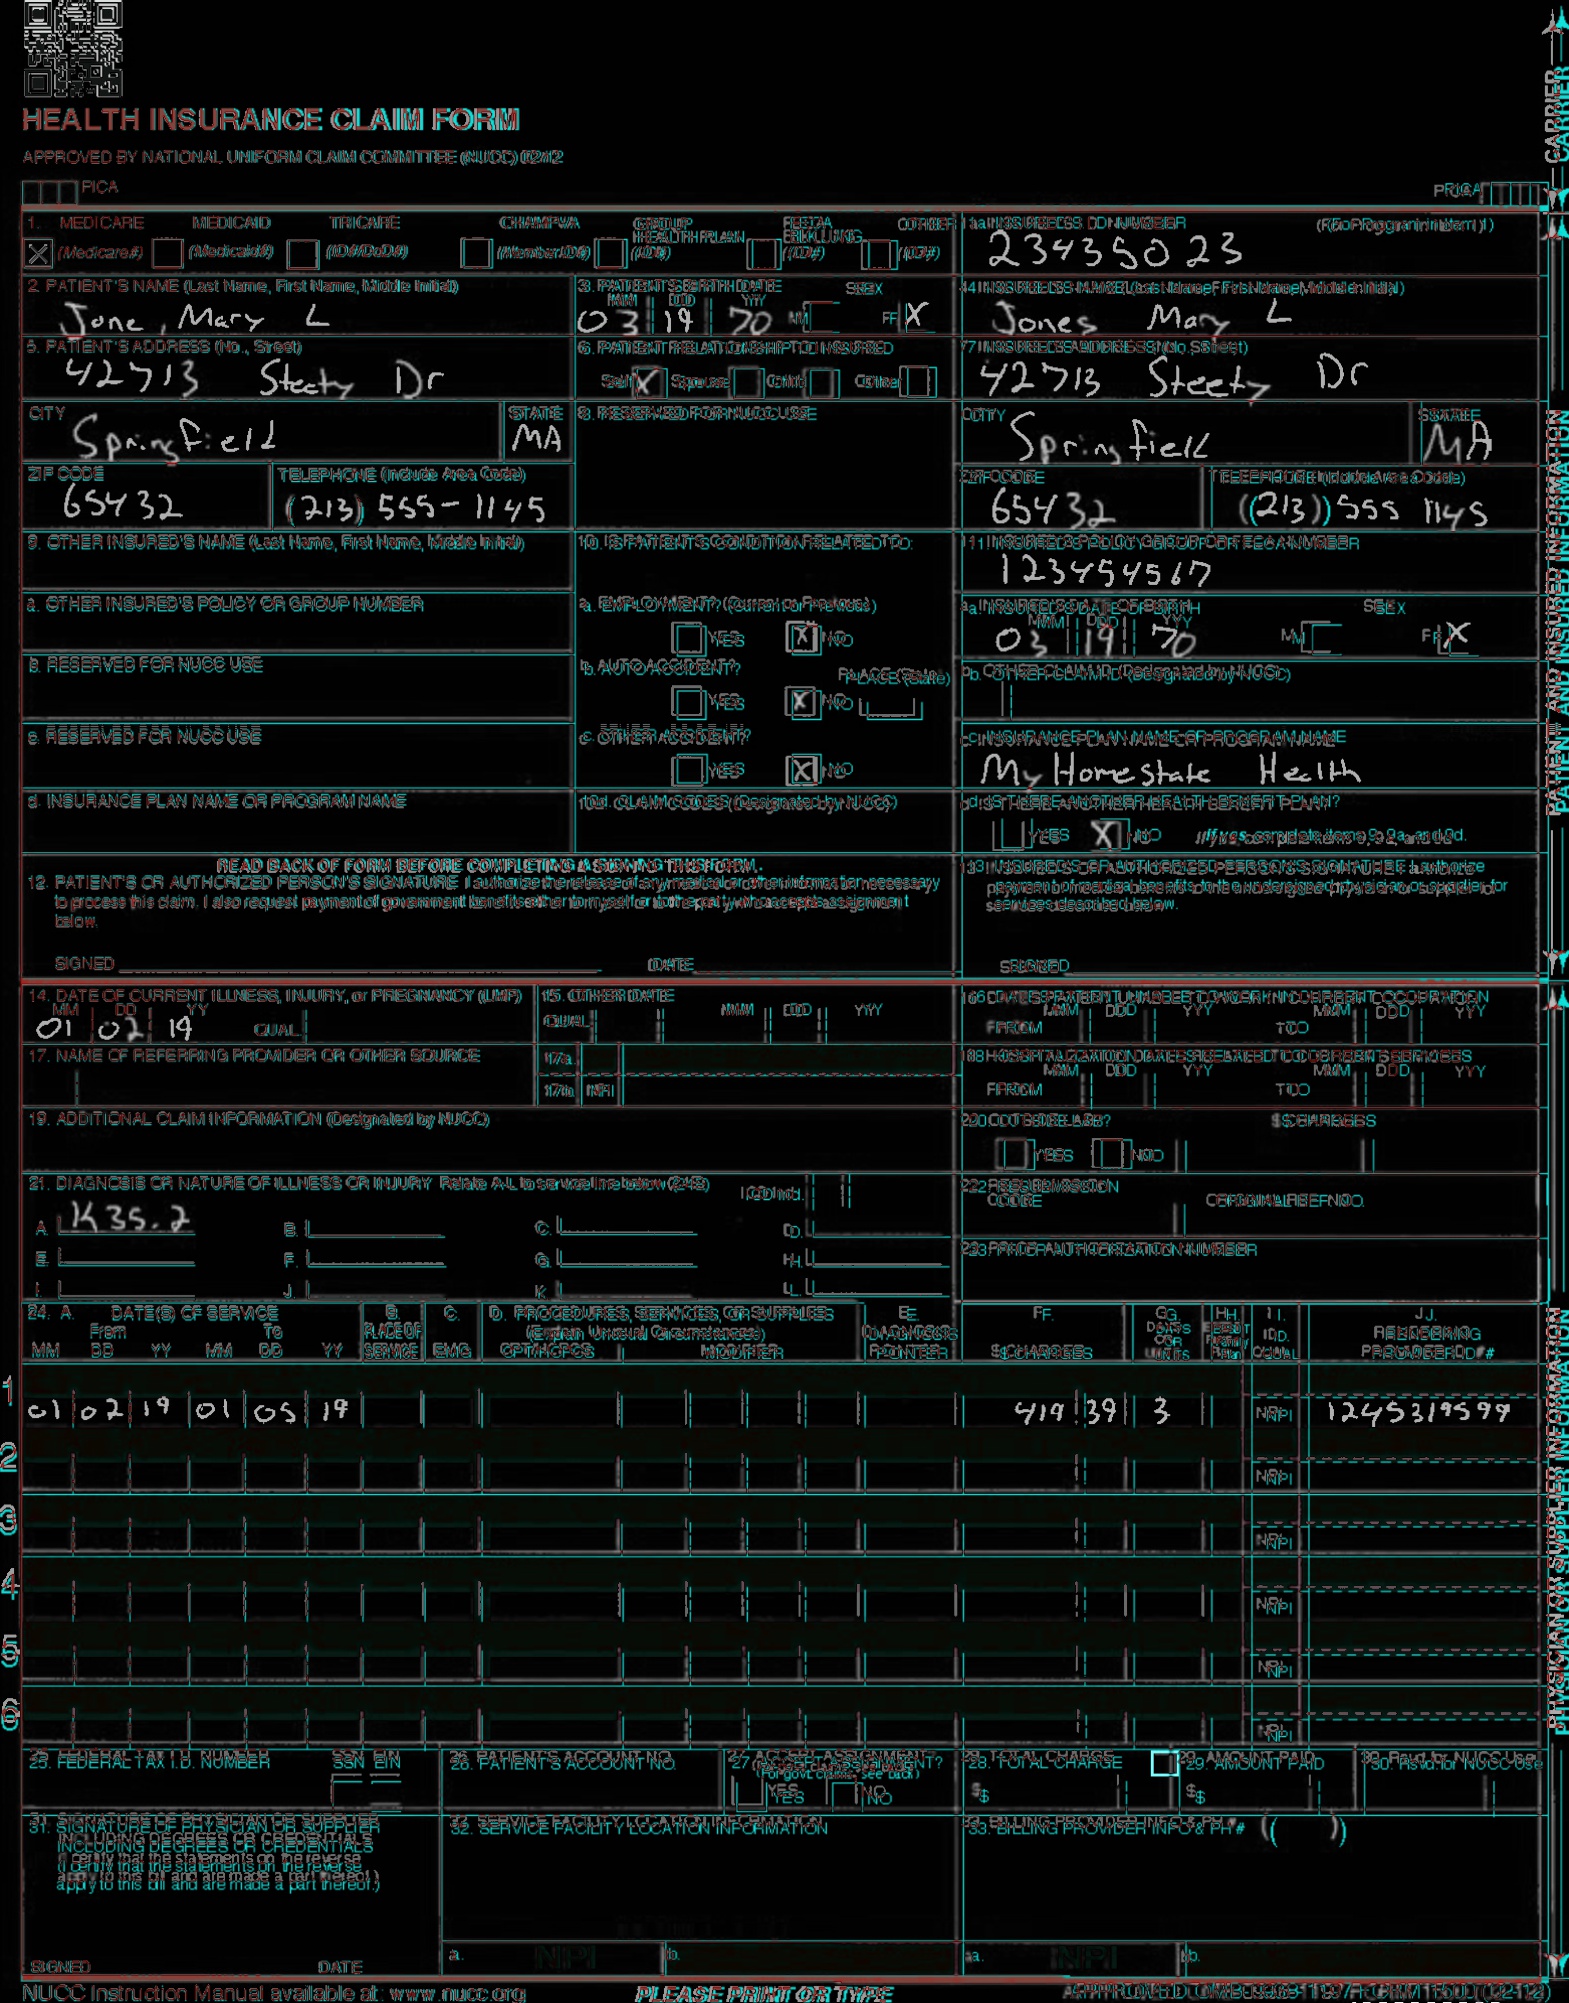 HEALTH INSURANCE CLAIM FORM
APPROVED BY NATIONAL UNIFORM CLAIM COMMITTEE (NUCC) 02/12
PICA
PICA
CARRIER
1. MEDICARE MEDICAID TRICARE CHAMPVA GROUP HEALTH PLAN FECA BLK LUNG OTHER
X (Medicare#) (Medicaid#) (ID#/DoD#) (Member ID#) (ID#) (ID#) (ID#)
1a. INSURED'S I.D. NUMBER (For Program in Item 1)
234355023
2. PATIENT'S NAME (Last Name, First Name, Middle Initial)
Jone, Mary L
3. PATIENT'S BIRTH DATE SEX
MM DD YY
03 19 70 M F X
4. INSURED'S NAME (Last Name, First Name, Middle Initial)
Jones Mary L
5. PATIENT'S ADDRESS (No., Street)
42713 Steety Dr
6. PATIENT RELATIONSHIP TO INSURED
Self X Spouse Child Other
7. INSURED'S ADDRESS (No., Street)
42713 Steety Dr
CITY STATE
Springfield MA
8. RESERVED FOR NUCC USE
CITY STATE
Springfield MA
ZIP CODE TELEPHONE (Include Area Code)
65432 (213) 555-1145
ZIP CODE TELEPHONE (Include Area Code)
65432 (213) 555 1145
9. OTHER INSURED'S NAME (Last Name, First Name, Middle Initial)
10. IS PATIENT'S CONDITION RELATED TO:
11. INSURED'S POLICY GROUP OR FECA NUMBER
123454567
a. OTHER INSURED'S POLICY OR GROUP NUMBER
a. EMPLOYMENT? (Current or Previous)
YES X NO
a. INSURED'S DATE OF BIRTH SEX
MM DD YY
03 19 70 M F X
b. RESERVED FOR NUCC USE
b. AUTO ACCIDENT? PLACE (State)
YES X NO
b. OTHER CLAIM ID (Designated by NUCC)
c. RESERVED FOR NUCC USE
c. OTHER ACCIDENT?
YES X NO
c. INSURANCE PLAN NAME OR PROGRAM NAME
My Homestate Health
d. INSURANCE PLAN NAME OR PROGRAM NAME
10d. CLAIM CODES (Designated by NUCC)
d. IS THERE ANOTHER HEALTH BENEFIT PLAN?
YES X NO If yes, complete items 9, 9a, and 9d.
READ BACK OF FORM BEFORE COMPLETING & SIGNING THIS FORM.
12. PATIENT'S OR AUTHORIZED PERSON'S SIGNATURE I authorize the release of any medical or other information necessary
to process this claim. I also request payment of government benefits either to myself or to the party who accepts assignment
below.
SIGNED DATE
13. INSURED'S OR AUTHORIZED PERSON'S SIGNATURE I authorize
payment of medical benefits to the undersigned physician or supplier for
services described below.
SIGNED
PATIENT AND INSURED INFORMATION
14. DATE OF CURRENT ILLNESS, INJURY, or PREGNANCY (LMP)
MM DD YY
01 02 19 QUAL.
15. OTHER DATE
QUAL. MM DD YY
16. DATES PATIENT UNABLE TO WORK IN CURRENT OCCUPATION
MM DD YY MM DD YY
FROM TO
17. NAME OF REFERRING PROVIDER OR OTHER SOURCE
17a.
17b. NPI
18. HOSPITALIZATION DATES RELATED TO CURRENT SERVICES
MM DD YY MM DD YY
FROM TO
19. ADDITIONAL CLAIM INFORMATION (Designated by NUCC)
20. OUTSIDE LAB? $ CHARGES
YES NO
21. DIAGNOSIS OR NATURE OF ILLNESS OR INJURY Relate A-L to service line below (24E) ICD Ind.
A. K35.2 B. C. D.
E. F. G. H.
I. J. K. L.
22. RESUBMISSION
CODE ORIGINAL REF. NO.
23. PRIOR AUTHORIZATION NUMBER
24. A. DATE(S) OF SERVICE B. C. D. PROCEDURES, SERVICES, OR SUPPLIES E. F. G. H. I. J.
From To PLACE OF (Explain Unusual Circumstances) DIAGNOSIS DAYS OR EPSDT Family ID. RENDERING
MM DD YY MM DD YY SERVICE EMG CPT/HCPCS MODIFIER POINTER $ CHARGES UNITS Plan QUAL. PROVIDER ID. #
1 01 02 19 01 05 19 419 39 3 NPI 1245319599
2 NPI
3 NPI
4 NPI
5 NPI
6 NPI
25. FEDERAL TAX I.D. NUMBER SSN EIN
26. PATIENT'S ACCOUNT NO.
27. ACCEPT ASSIGNMENT?
(For govt. claims, see back)
YES NO
28. TOTAL CHARGE
$
29. AMOUNT PAID
$
30. Rsvd for NUCC Use
31. SIGNATURE OF PHYSICIAN OR SUPPLIER
INCLUDING DEGREES OR CREDENTIALS
(I certify that the statements on the reverse
apply to this bill and are made a part thereof.)
SIGNED DATE
32. SERVICE FACILITY LOCATION INFORMATION
a. NPI b.
33. BILLING PROVIDER INFO & PH # ( )
a. NPI b.
PHYSICIAN OR SUPPLIER INFORMATION
NUCC Instruction Manual available at: www.nucc.org
PLEASE PRINT OR TYPE